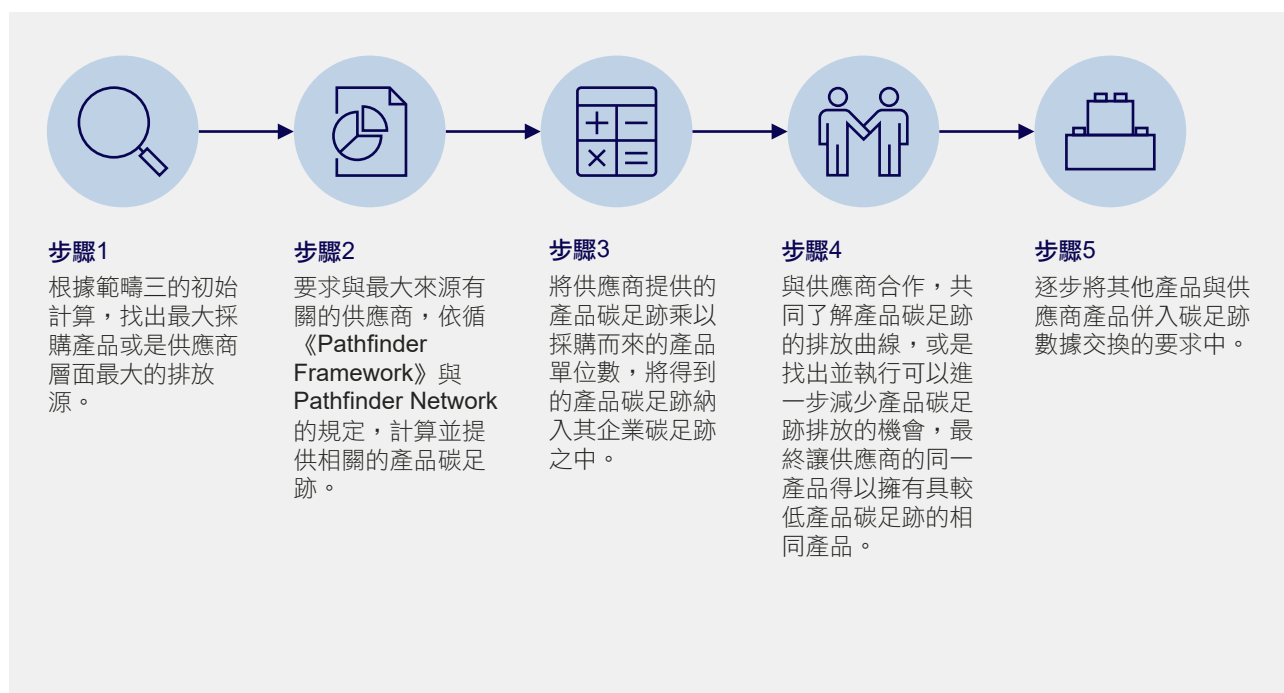 步驟1
根據範疇三的初始
計算，找出最大採
購產品或是供應商
層面最大的排放
源。
步驟2
要求與最大來源有
關的供應商，依循
《Pathfinder
Framework》與
Pathfinder Network
的規定，計算並提
供相關的產品碳足
跡。
步驟3
將供應商提供的
產品碳足跡乘以
採購而來的產品
單位數，將得到
的產品碳足跡納
入其企業碳足跡
之中。
步驟4
與供應商合作，共
同了解產品碳足跡
的排放曲線，或是
找出並執行可以進
一步減少產品碳足
跡排放的機會，最
終讓供應商的同一
產品得以擁有具較
低產品碳足跡的相
同產品。
步驟5
逐步將其他產品與供
應商產品併入碳足跡
數據交換的要求中。